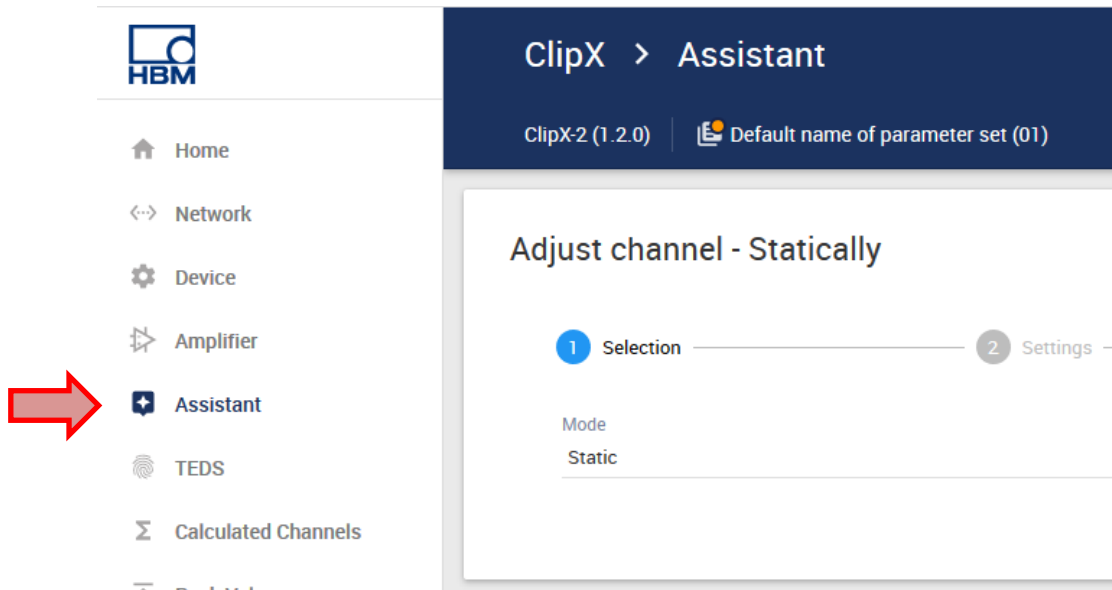 HBM
Home
Network
Device
Amplifier
Assistant
TEDS
Calculated Channels
ClipX > Assistant
ClipX-2 (1.2.0)
Default name of parameter set (01)
Adjust channel - Statically
1 Selection
2 Settings
Mode
Static